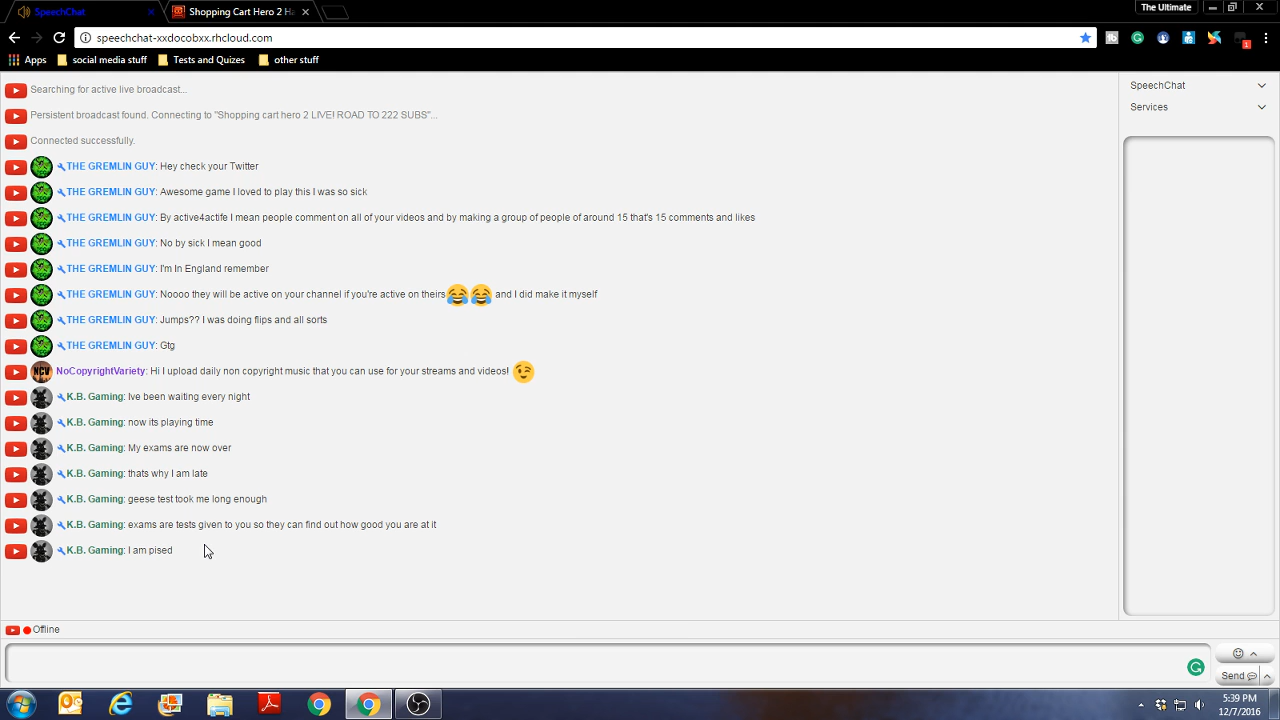 SpeechChat
Shopping Cart Hero 2 H
The Ultimate
speechchat-xxdocobxx.rhcloud.com
Apps social media stuff Tests and Quizes other stuff
Searching for active live broadcast...
Persistent broadcast found. Connecting to "Shopping cart hero 2 LIVE! ROAD TO 222 SUBS"...
Connected successfully.
THE GREMLIN GUY: Hey check your Twitter
THE GREMLIN GUY: Awesome game I loved to play this I was so sick
THE GREMLIN GUY: By active4actife I mean people comment on all of your videos and by making a group of people of around 15 that's 15 comments and likes
THE GREMLIN GUY: No by sick I mean good
THE GREMLIN GUY: I'm In England remember
THE GREMLIN GUY: Noooo they will be active on your channel if you're active on theirs😂😂 and I did make it myself
THE GREMLIN GUY: Jumps?? I was doing flips and all sorts
THE GREMLIN GUY: Gtg
NCV NoCopyrightVariety: Hi I upload daily non copyright music that you can use for your streams and videos! 😉
K.B. Gaming: Ive been waiting every night
K.B. Gaming: now its playing time
K.B. Gaming: My exams are now over
K.B. Gaming: thats why I am late
K.B. Gaming: geese test took me long enough
K.B. Gaming: exams are tests given to you so they can find out how good you are at it
K.B. Gaming: I am pised
SpeechChat
Services
Offline
Send
1
5:39 PM
12/7/2016